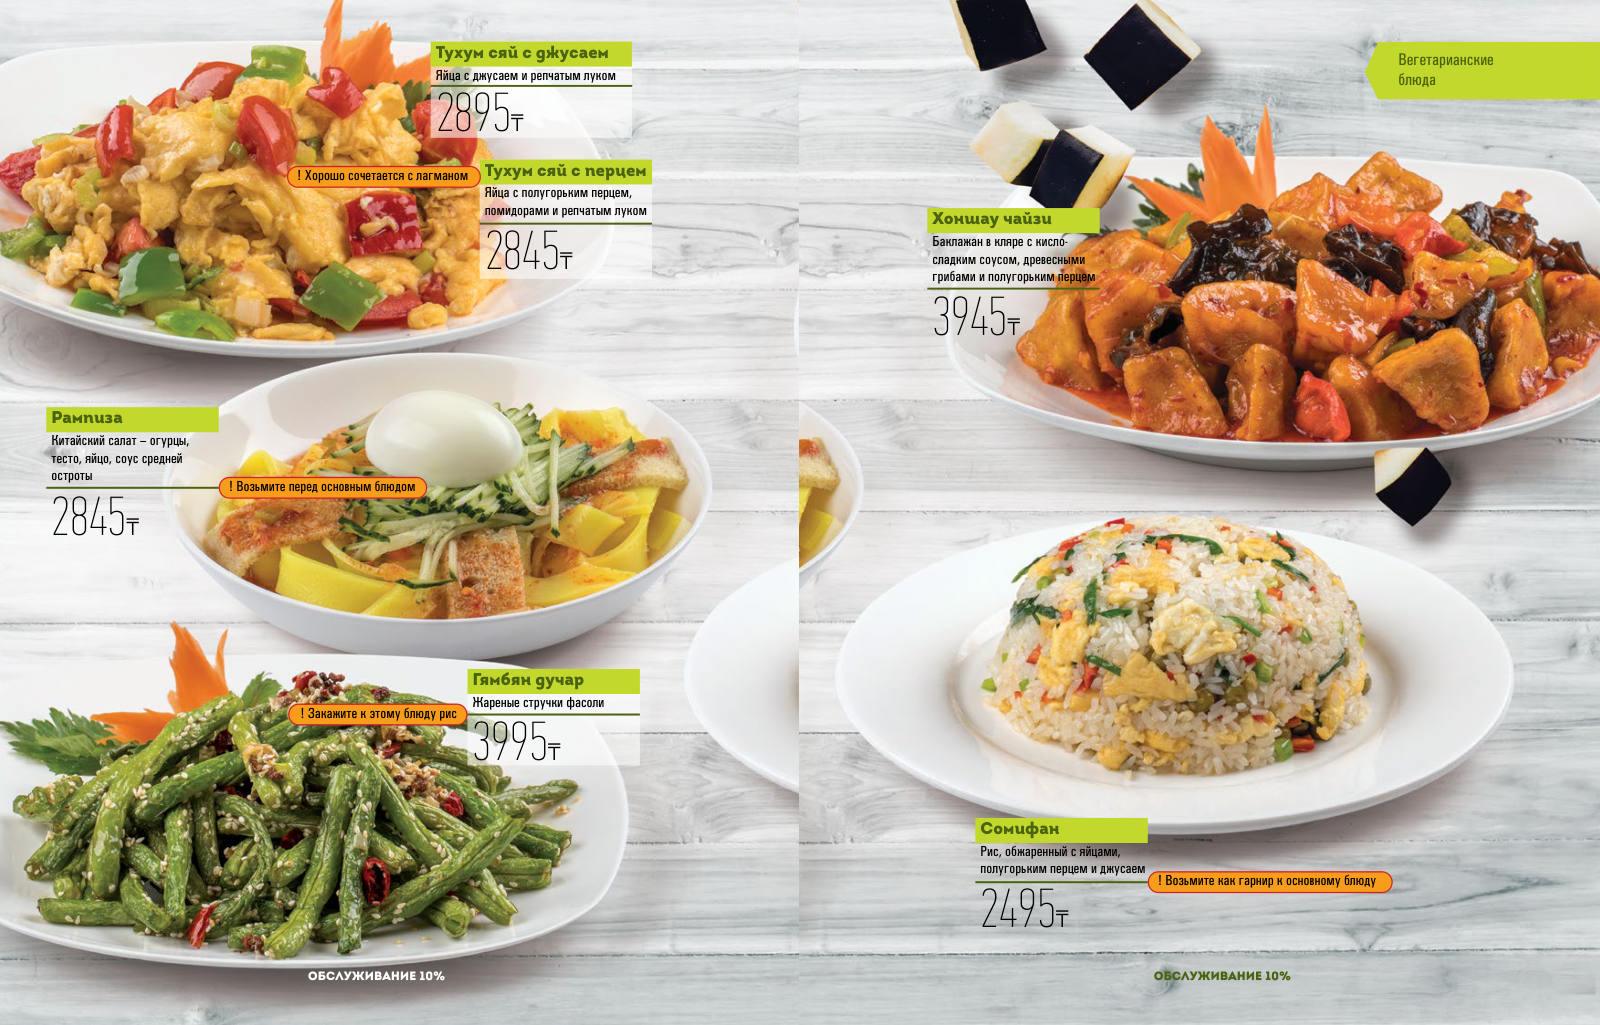 Тухум сяй с джусаем
Яйца с джусаем и репчатым луком
2895₸
! Хорошо сочетается с лагманом
Тухум сяй с перцем
Яйца с полугорьким перцем,
помидорами и репчатым луком
2845₸
Рампиза
Китайский салат – огурцы,
тесто, яйцо, соус средней
остроты
! Возьмите перед основным блюдом
2845₸
Гямбян дучар
Жареные стручки фасоли
! Закажите к этому блюду рис
3995₸
ОБСЛУЖИВАНИЕ 10%
Вегетарианские
блюда
Хоншау чайзи
Баклажан в кляре с кисло-
сладким соусом, древесными
грибами и полугорьким перцем
3945₸
Сомифан
Рис, обжаренный с яйцами,
полугорьким перцем и джусаем
! Возьмите как гарнир к основному блюду
2495₸
ОБСЛУЖИВАНИЕ 10%